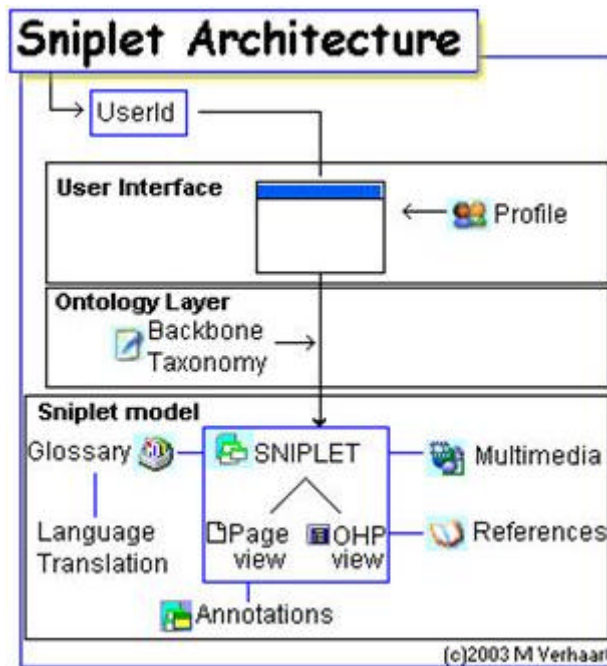 Sniplet Architecture
UserId
User Interface
Profile
Ontology Layer
Backbone
Taxonomy
Sniplet model
Glossary
SNIPLET
Multimedia
Language
Translation
Page
view
OHP
view
References
Annotations
(c)2003 M Verhaart